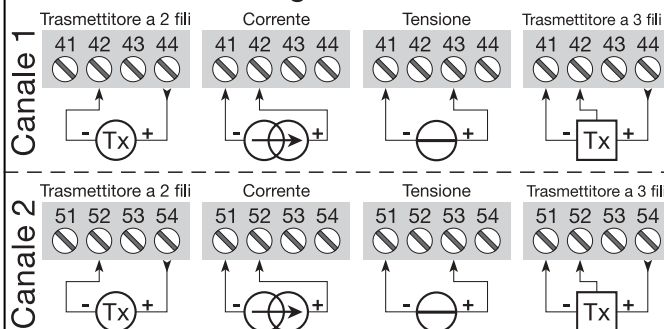 Canale 1
Trasmettitore a 2 fili
41 42 43 44
- Tx +
Corrente
41 42 43 44
- +
Tensione
41 42 43 44
- +
Trasmettitore a 3 fili
41 42 43 44
- Tx +
Canale 2
Trasmettitore a 2 fili
51 52 53 54
- Tx +
Corrente
51 52 53 54
- +
Tensione
51 52 53 54
- +
Trasmettitore a 3 fili
51 52 53 54
- Tx +